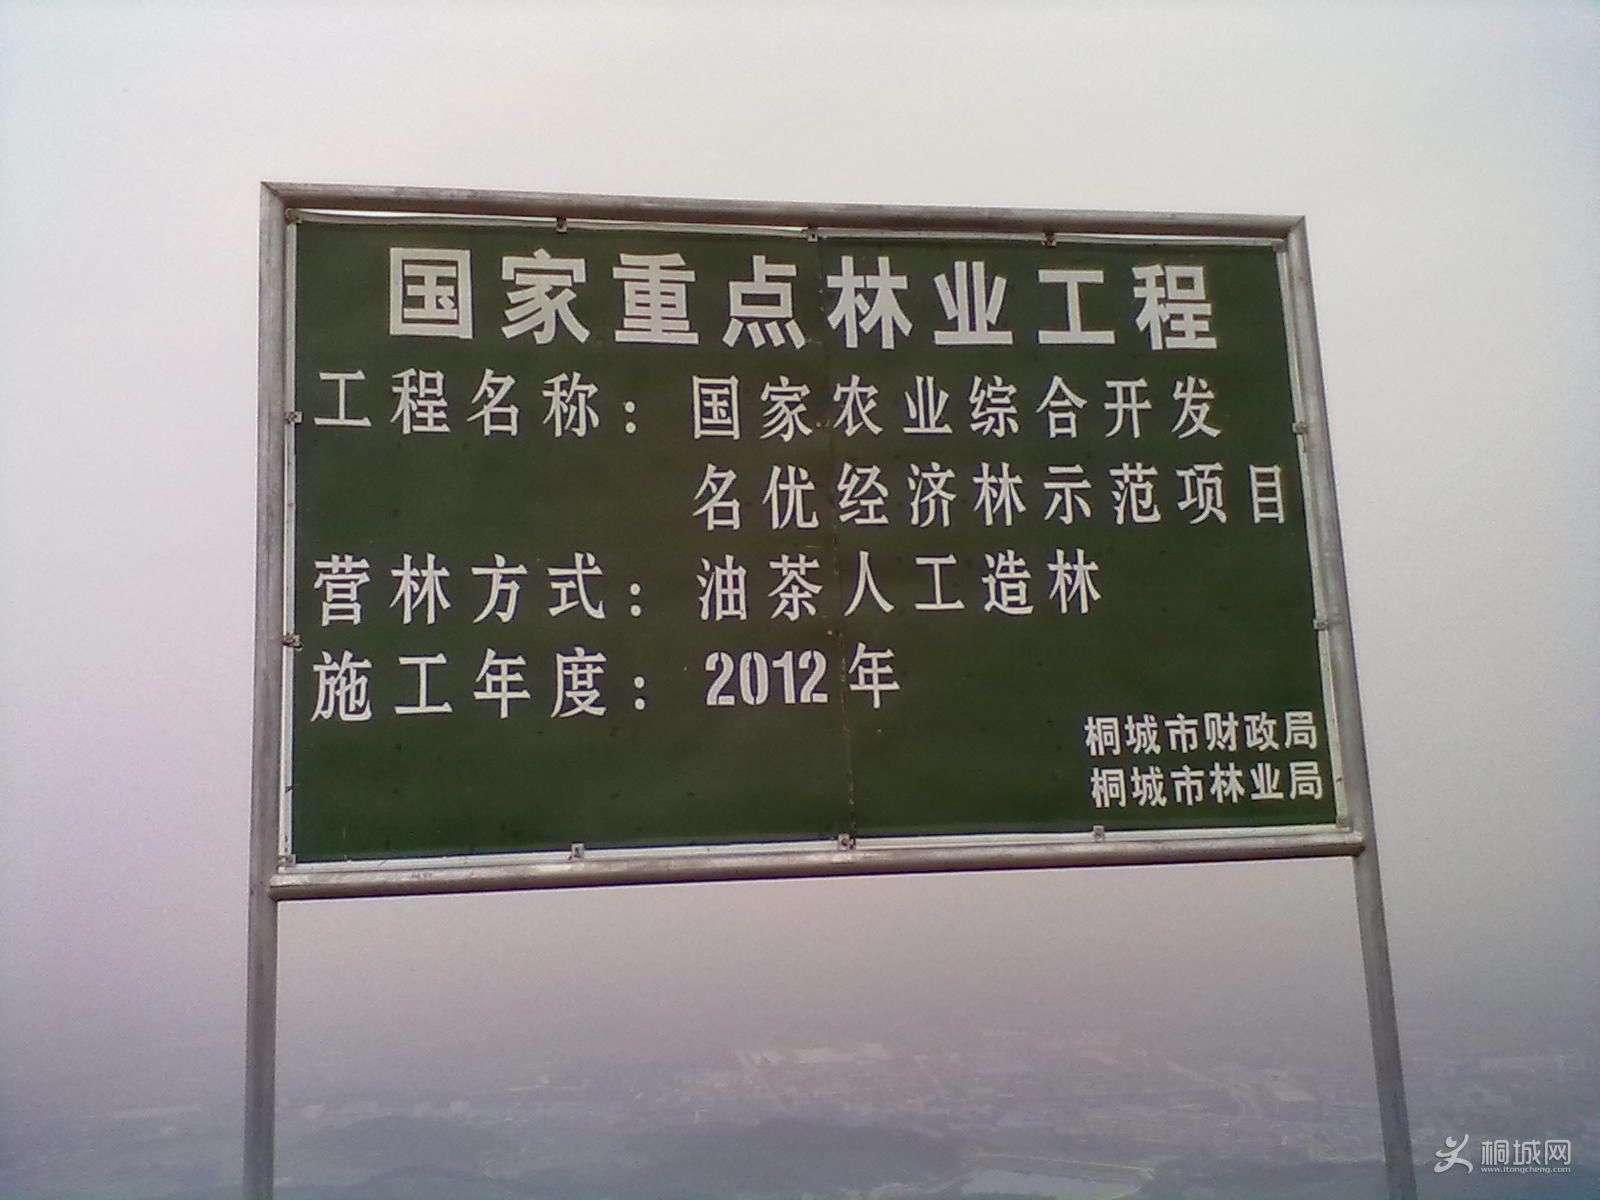 国家重点林业工程
工程名称：国家农业综合开发
名优经济林示范项目
营林方式：油茶人工造林
施工年度：2012年
桐城市财政局
桐城市林业局
桐城网
www.itongcheng.com